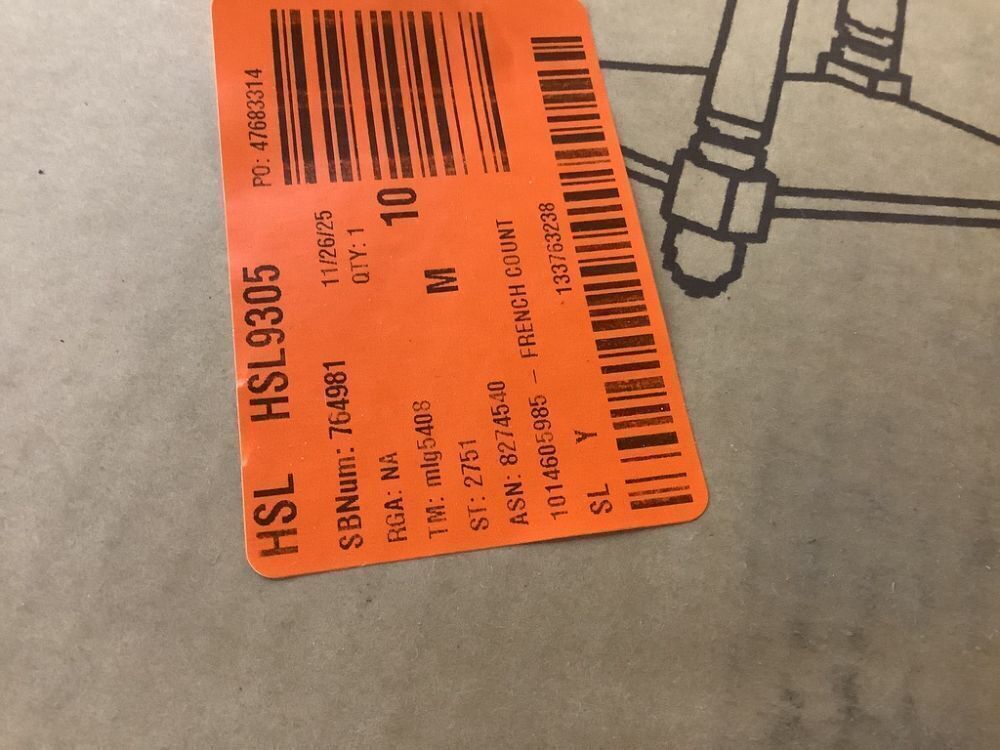 PO: 47683314
HSL HSL9305
11/26/25
SBNum: 764981 QTY: 1
RGA: NA 10
TM: mlg5408 M
ST: 2751
ASN: 8274540
1014605985 - FRENCH COUNT
SL Y 133763238